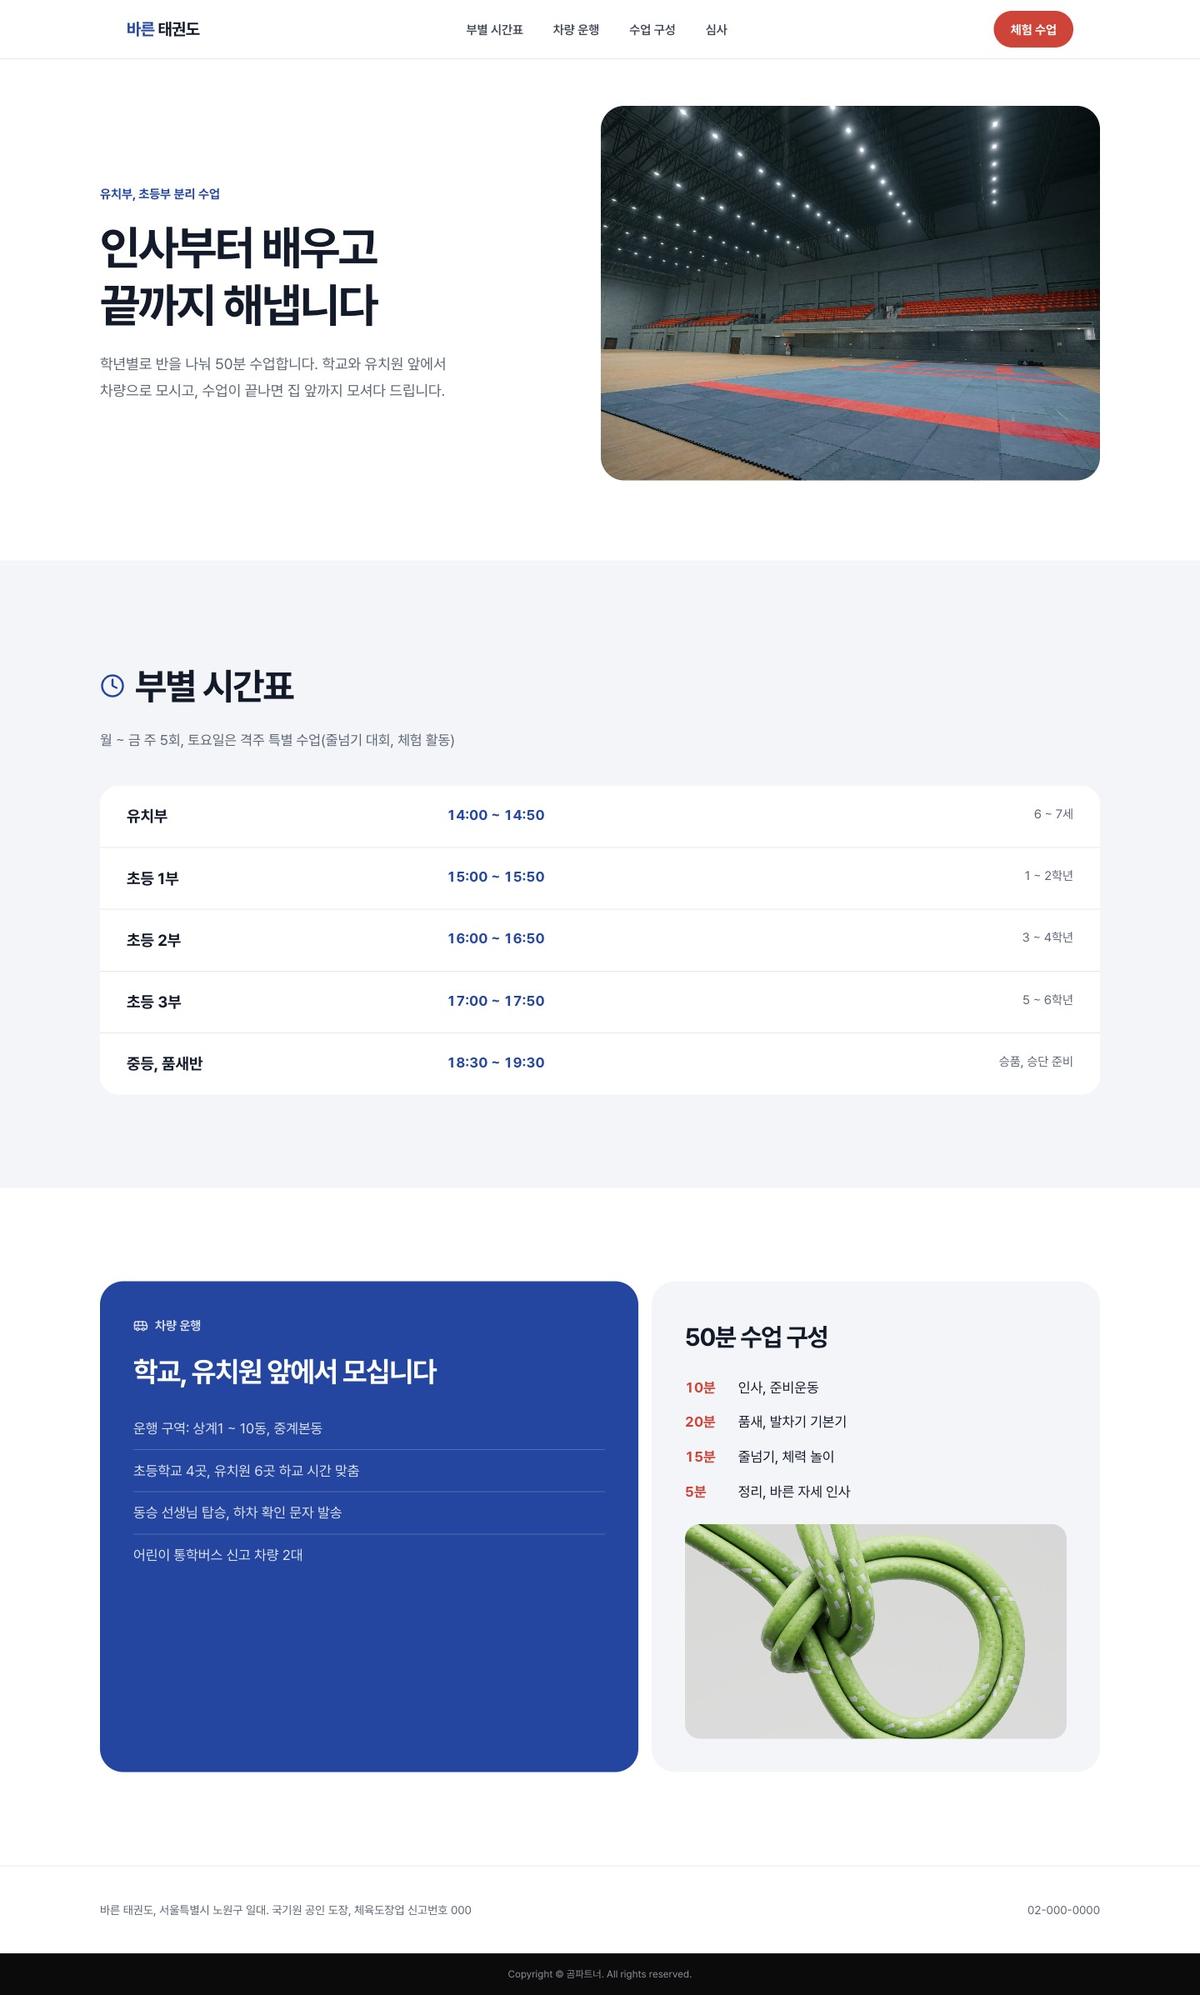 바른 태권도
부별 시간표
차량 운행
수업 구성
심사
체험 수업
유치부, 초등부 분리 수업
인사부터 배우고
끝까지 해냅니다
학년별로 반을 나눠 50분 수업합니다. 학교와 유치원 앞에서
차량으로 모시고, 수업이 끝나면 집 앞까지 모셔다 드립니다.
부별 시간표
월 ~ 금 주 5회, 토요일은 격주 특별 수업(줄넘기 대회, 체험 활동)
유치부 14:00 ~ 14:50 6 ~ 7세
초등 1부 15:00 ~ 15:50 1 ~ 2학년
초등 2부 16:00 ~ 16:50 3 ~ 4학년
초등 3부 17:00 ~ 17:50 5 ~ 6학년
중등, 품새반 18:30 ~ 19:30 승품, 승단 준비
차량 운행
학교, 유치원 앞에서 모십니다
운행 구역: 상계1 ~ 10동, 중계본동
초등학교 4곳, 유치원 6곳 하교 시간 맞춤
동승 선생님 탑승, 하차 확인 문자 발송
어린이 통학버스 신고 차량 2대
50분 수업 구성
10분 인사, 준비운동
20분 품새, 발차기 기본기
15분 줄넘기, 체력 놀이
5분 정리, 바른 자세 인사
바른 태권도, 서울특별시 노원구 일대. 국기원 공인 도장, 체육도장업 신고번호 000
02-000-0000
Copyright © 곰파트너. All rights reserved.